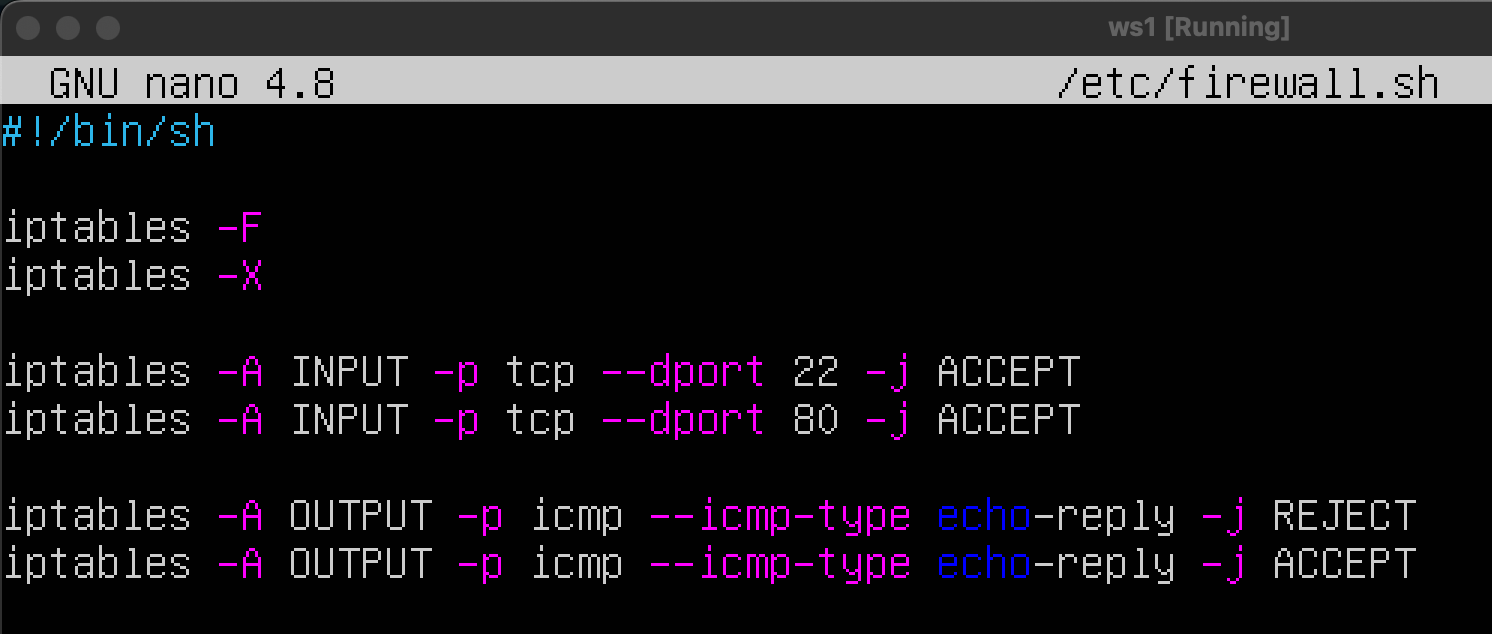 ws1 [Running]
GNU nano 4.8 /etc/firewall.sh
#!/bin/sh
iptables -F
iptables -X
iptables -A INPUT -p tcp --dport 22 -j ACCEPT
iptables -A INPUT -p tcp --dport 80 -j ACCEPT
iptables -A OUTPUT -p icmp --icmp-type echo-reply -j REJECT
iptables -A OUTPUT -p icmp --icmp-type echo-reply -j ACCEPT